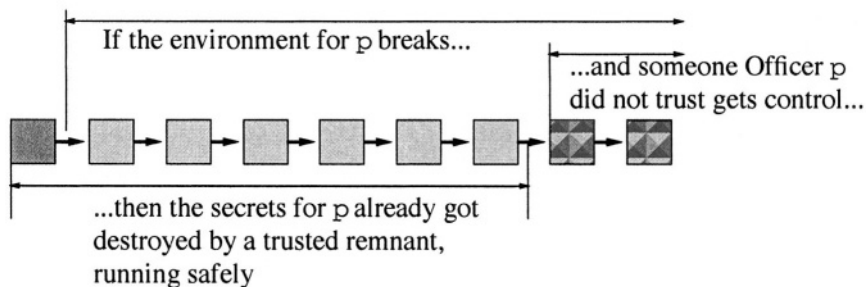 If the environment for p breaks...
...and someone Officer p
did not trust gets control...
...then the secrets for p already got
destroyed by a trusted remnant,
running safely